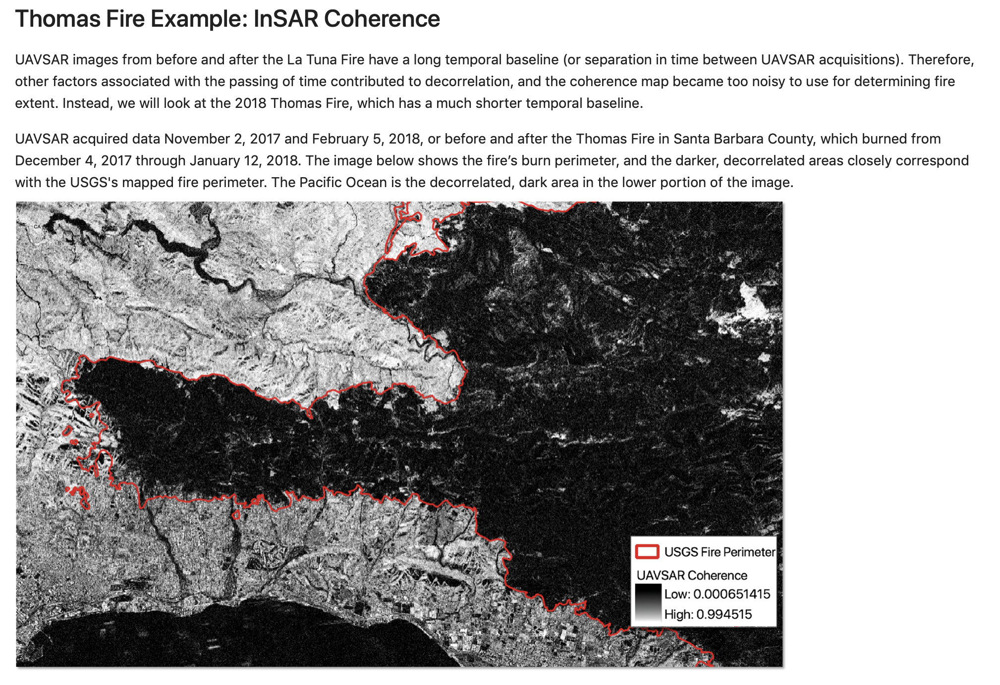 Thomas Fire Example: InSAR Coherence
UAVSAR images from before and after the La Tuna Fire have a long temporal baseline (or separation in time between UAVSAR acquisitions). Therefore,
other factors associated with the passing of time contributed to decorrelation, and the coherence map became too noisy to use for determining fire
extent. Instead, we will look at the 2018 Thomas Fire, which has a much shorter temporal baseline.
UAVSAR acquired data November 2, 2017 and February 5, 2018, or before and after the Thomas Fire in Santa Barbara County, which burned from
December 4, 2017 through January 12, 2018. The image below shows the fire’s burn perimeter, and the darker, decorrelated areas closely correspond
with the USGS's mapped fire perimeter. The Pacific Ocean is the decorrelated, dark area in the lower portion of the image.
CA
USGS Fire Perimeter
UAVSAR Coherence
Low: 0.000651415
High: 0.994515